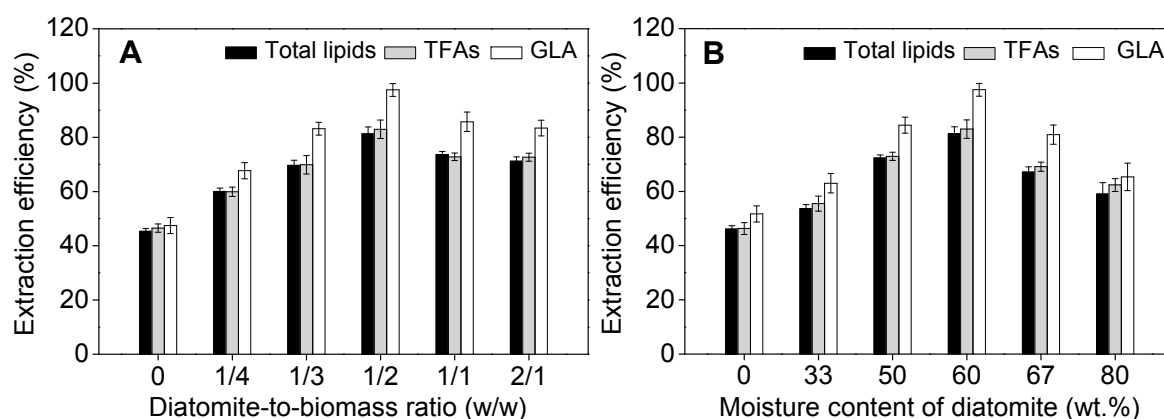 A
Total lipids TFAs GLA
Extraction efficiency (%)
120
100
80
60
40
20
0
0 1/4 1/3 1/2 1/1 2/1
Diatomite-to-biomass ratio (w/w)
B
Total lipids TFAs GLA
Extraction efficiency (%)
120
100
80
60
40
20
0
0 33 50 60 67 80
Moisture content of diatomite (wt.%)